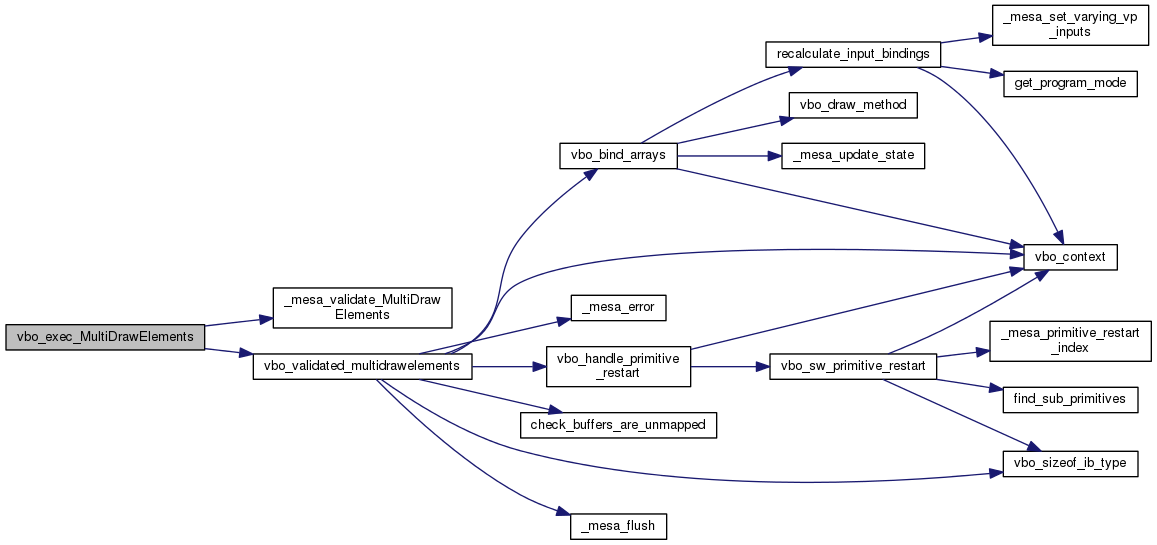 _mesa_set_varying_vp
_inputs
recalculate_input_bindings
get_program_mode
vbo_draw_method
vbo_bind_arrays
_mesa_update_state
vbo_context
_mesa_validate_MultiDraw
Elements
_mesa_error
vbo_exec_MultiDrawElements
_mesa_primitive_restart
_index
vbo_validated_multidrawelements
vbo_handle_primitive
_restart
vbo_sw_primitive_restart
find_sub_primitives
check_buffers_are_unmapped
vbo_sizeof_ib_type
_mesa_flush